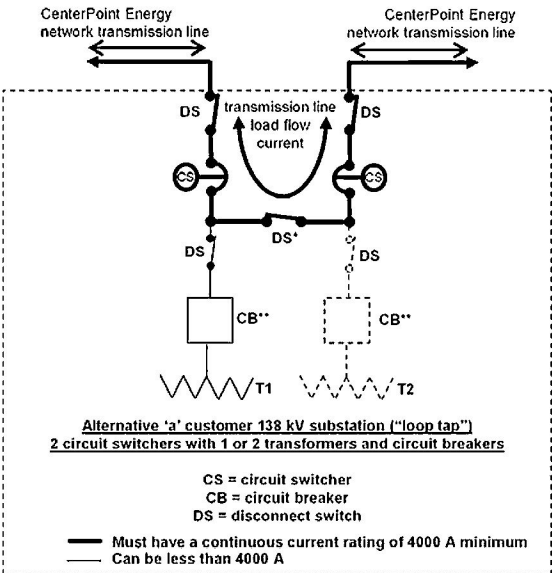 CenterPoint Energy
network transmission line
CenterPoint Energy
network transmission line
DS
transmission line
load flow
current
DS
CS
CS
DS*
DS
DS
CB**
CB**
T1
T2
Alternative 'a' customer 138 kV substation ("loop tap")
2 circuit switchers with 1 or 2 transformers and circuit breakers
CS = circuit switcher
CB = circuit breaker
DS = disconnect switch
Must have a continuous current rating of 4000 A minimum
Can be less than 4000 A